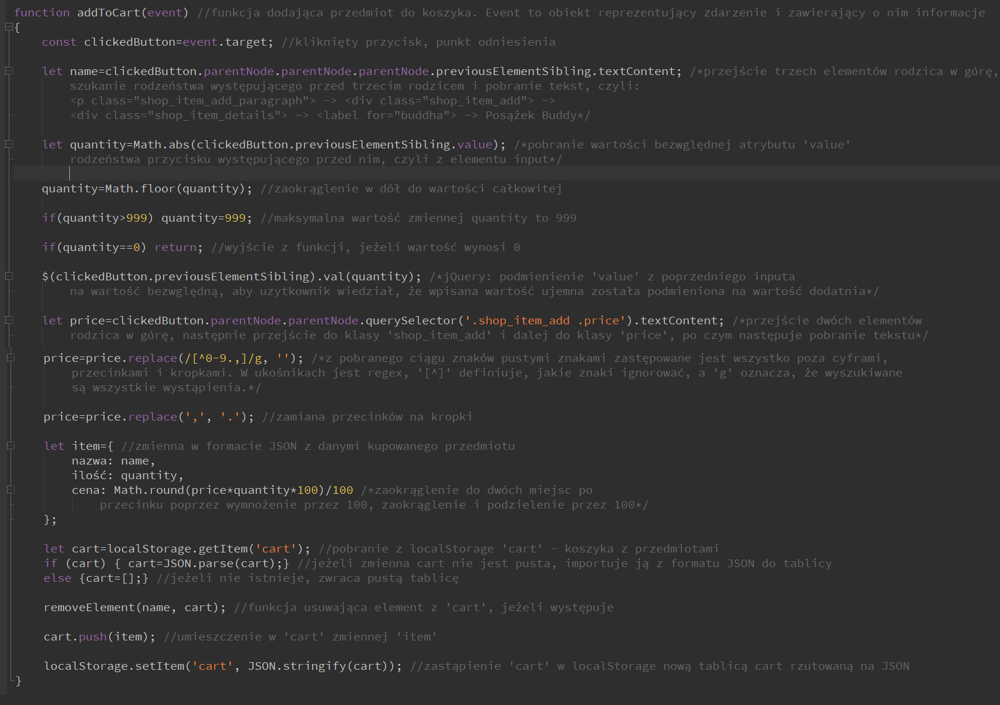 function addToCart(event) //funkcja dodająca przedmiot do koszyka. Event to obiekt reprezentujący zdarzenie i zawierający o nim informacje
{
const clickedButton=event.target; //kliknięty przycisk, punkt odniesienia
let name=clickedButton.parentNode.parentNode.parentNode.previousElementSibling.textContent; /*przejście trzech elementów rodzica w górę,
szukanie rodzeństwa występującego przed trzecim rodzicem i pobranie tekst, czyli:
<p class="shop_item_add_paragraph"> -> <div class="shop_item_add"> ->
<div class="shop_item_details"> -> <label for="buddha"> -> Posążek Buddy*/
let quantity=Math.abs(clickedButton.previousElementSibling.value); /*pobranie wartości bezwględnej atrybutu 'value'
rodzeństwa przycisku występującego przed nim, czyli z elementu input*/
quantity=Math.floor(quantity); //zaokrąglenie w dół do wartości całkowitej
if(quantity>999) quantity=999; //maksymalna wartość zmiennej quantity to 999
if(quantity==0) return; //wyjście z funkcji, jeżeli wartość wynosi 0
$(clickedButton.previousElementSibling).val(quantity); /*jQuery: podmienienie 'value' z poprzedniego inputa
na wartość bezwględną, aby uzytkownik wiedział, że wpisana wartość ujemna została podmieniona na wartość dodatnia*/
let price=clickedButton.parentNode.parentNode.querySelector('.shop_item_add .price').textContent; /*przejście dwóch elementów
rodzica w górę, następnie przejście do klasy 'shop_item_add' i dalej do klasy 'price', po czym następuje pobranie tekstu*/
price=price.replace(/[^0-9.,]/g, ''); /*z pobranego ciągu znaków pustymi znakami zastępowane jest wszystko poza cyframi,
przecinkami i kropkami. W ukośnikach jest regex, '[^]' definiuje, jakie znaki ignorować, a 'g' oznacza, że wyszukiwane
są wszystkie wystąpienia.*/
price=price.replace(',', '.'); //zamiana przecinków na kropki
let item={ //zmienna w formacie JSON z danymi kupowanego przedmiotu
nazwa: name,
ilość: quantity,
cena: Math.round(price*quantity*100)/100 /*zaokrąglenie do dwóch miejsc po
przecinku poprzez wymnożenie przez 100, zaokrąglenie i podzielenie przez 100*/
};
let cart=localStorage.getItem('cart'); //pobranie z localStorage 'cart' - koszyka z przedmiotami
if (cart) { cart=JSON.parse(cart);} //jeżeli zmienna cart nie jest pusta, importuje ją z formatu JSON do tablicy
else {cart=[];} //jeżeli nie istnieje, zwraca pustą tablicę
removeElement(name, cart); //funkcja usuwająca element z 'cart', jeżeli występuje
cart.push(item); //umieszczenie w 'cart' zmiennej 'item'
localStorage.setItem('cart', JSON.stringify(cart)); //zastąpienie 'cart' w localStorage nową tablicą cart rzutowaną na JSON
}